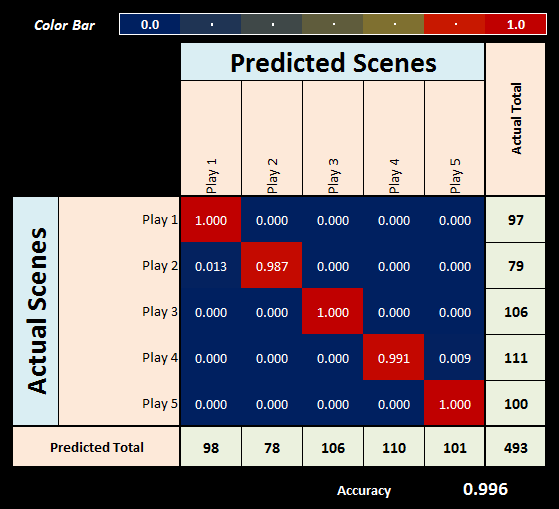 Color Bar 0.0 . . . . . 1.0
Predicted Scenes
Play 1 Play 2 Play 3 Play 4 Play 5 Actual Total
Actual Scenes
Play 1 1.000 0.000 0.000 0.000 0.000 97
Play 2 0.013 0.987 0.000 0.000 0.000 79
Play 3 0.000 0.000 1.000 0.000 0.000 106
Play 4 0.000 0.000 0.000 0.991 0.009 111
Play 5 0.000 0.000 0.000 0.000 1.000 100
Predicted Total 98 78 106 110 101 493
Accuracy 0.996